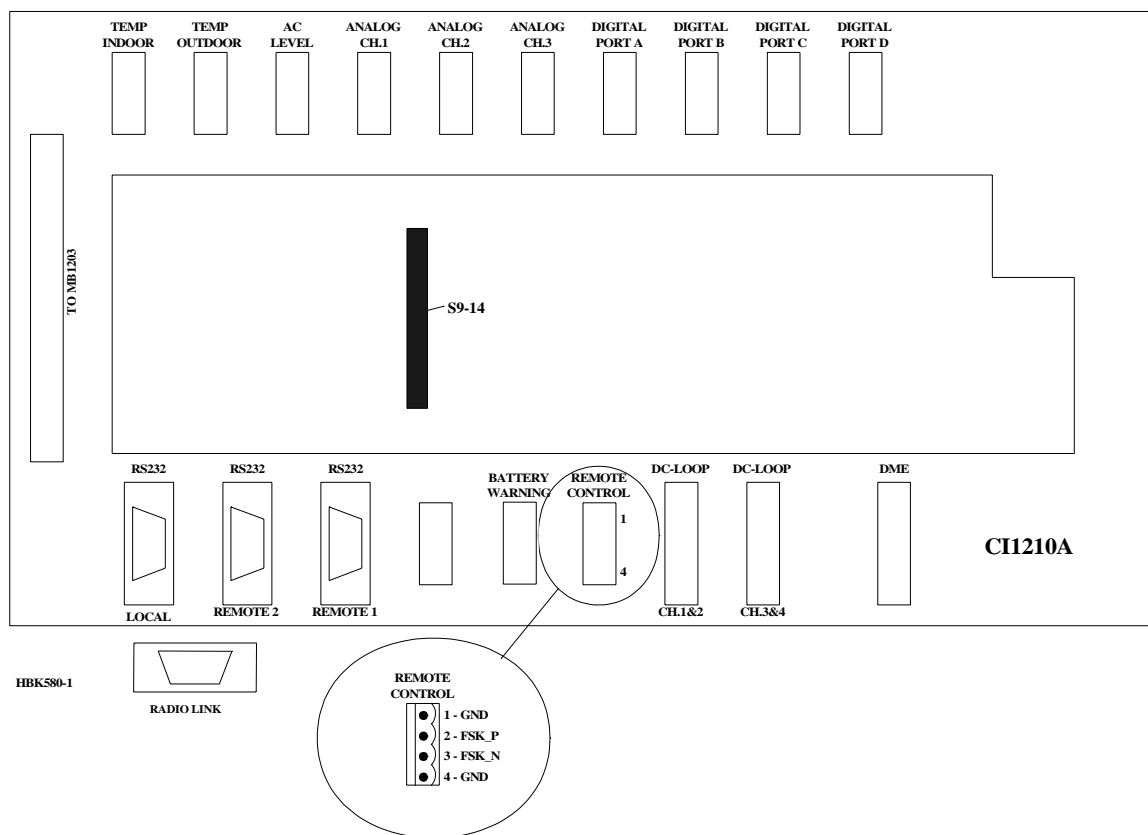 TEMP
INDOOR
TEMP
OUTDOOR
AC
LEVEL
ANALOG
CH.1
ANALOG
CH.2
ANALOG
CH.3
DIGITAL
PORT A
DIGITAL
PORT B
DIGITAL
PORT C
DIGITAL
PORT D
TO MB1203
S9-14
RS232
LOCAL
RS232
REMOTE 2
RS232
REMOTE 1
BATTERY
WARNING
REMOTE
CONTROL
1
4
DC-LOOP
CH.1&2
DC-LOOP
CH.3&4
DME
CI1210A
HBK580-1
RADIO LINK
REMOTE
CONTROL
1 - GND
2 - FSK_P
3 - FSK_N
4 - GND